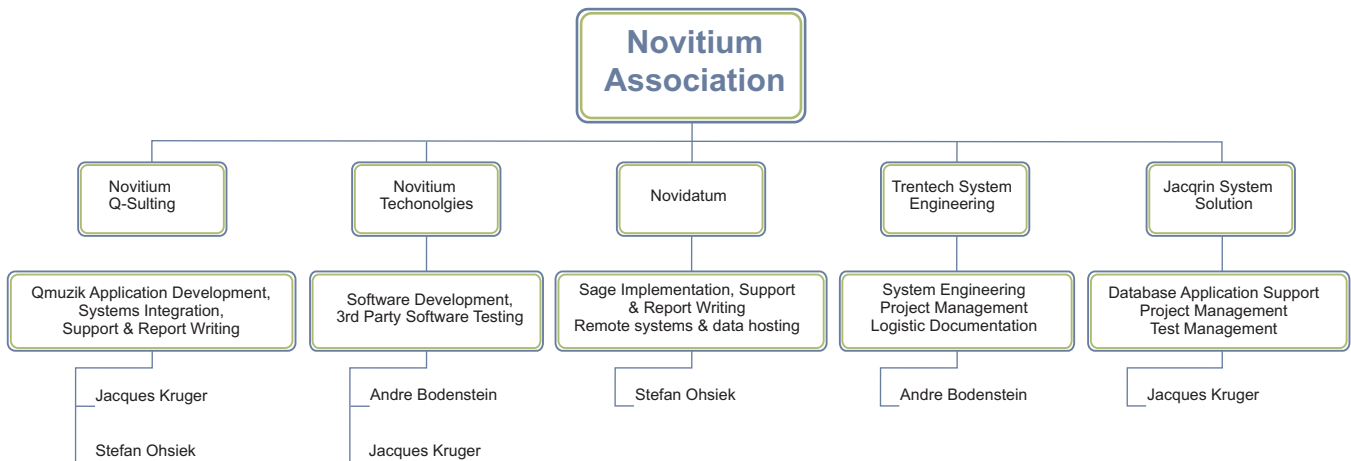 Novitium
Association
Novitium
Q-Sulting
Novitium
Techonolgies
Novidatum
Trentech System
Engineering
Jacqrin System
Solution
Qmuzik Application Development,
Systems Integration,
Support & Report Writing
Software Development,
3rd Party Software Testing
Sage Implementation, Support
& Report Writing
Remote systems & data hosting
System Engineering
Project Management
Logistic Documentation
Database Application Support
Project Management
Test Management
Jacques Kruger
Stefan Ohsiek
Andre Bodenstein
Jacques Kruger
Stefan Ohsiek
Andre Bodenstein
Jacques Kruger